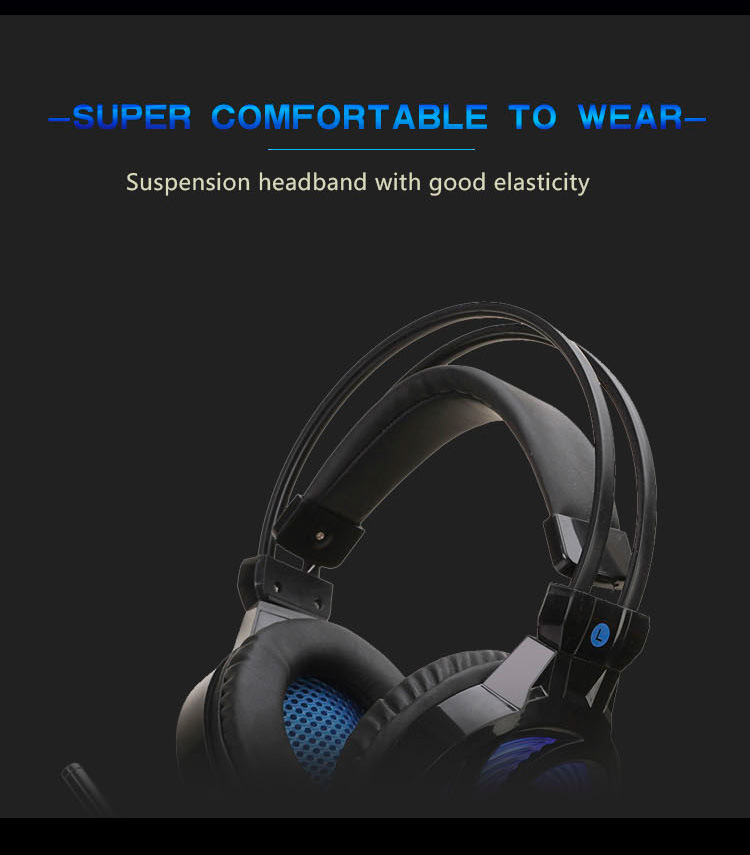 —SUPER COMFORTABLE TO WEAR—
Suspension headband with good elasticity
L